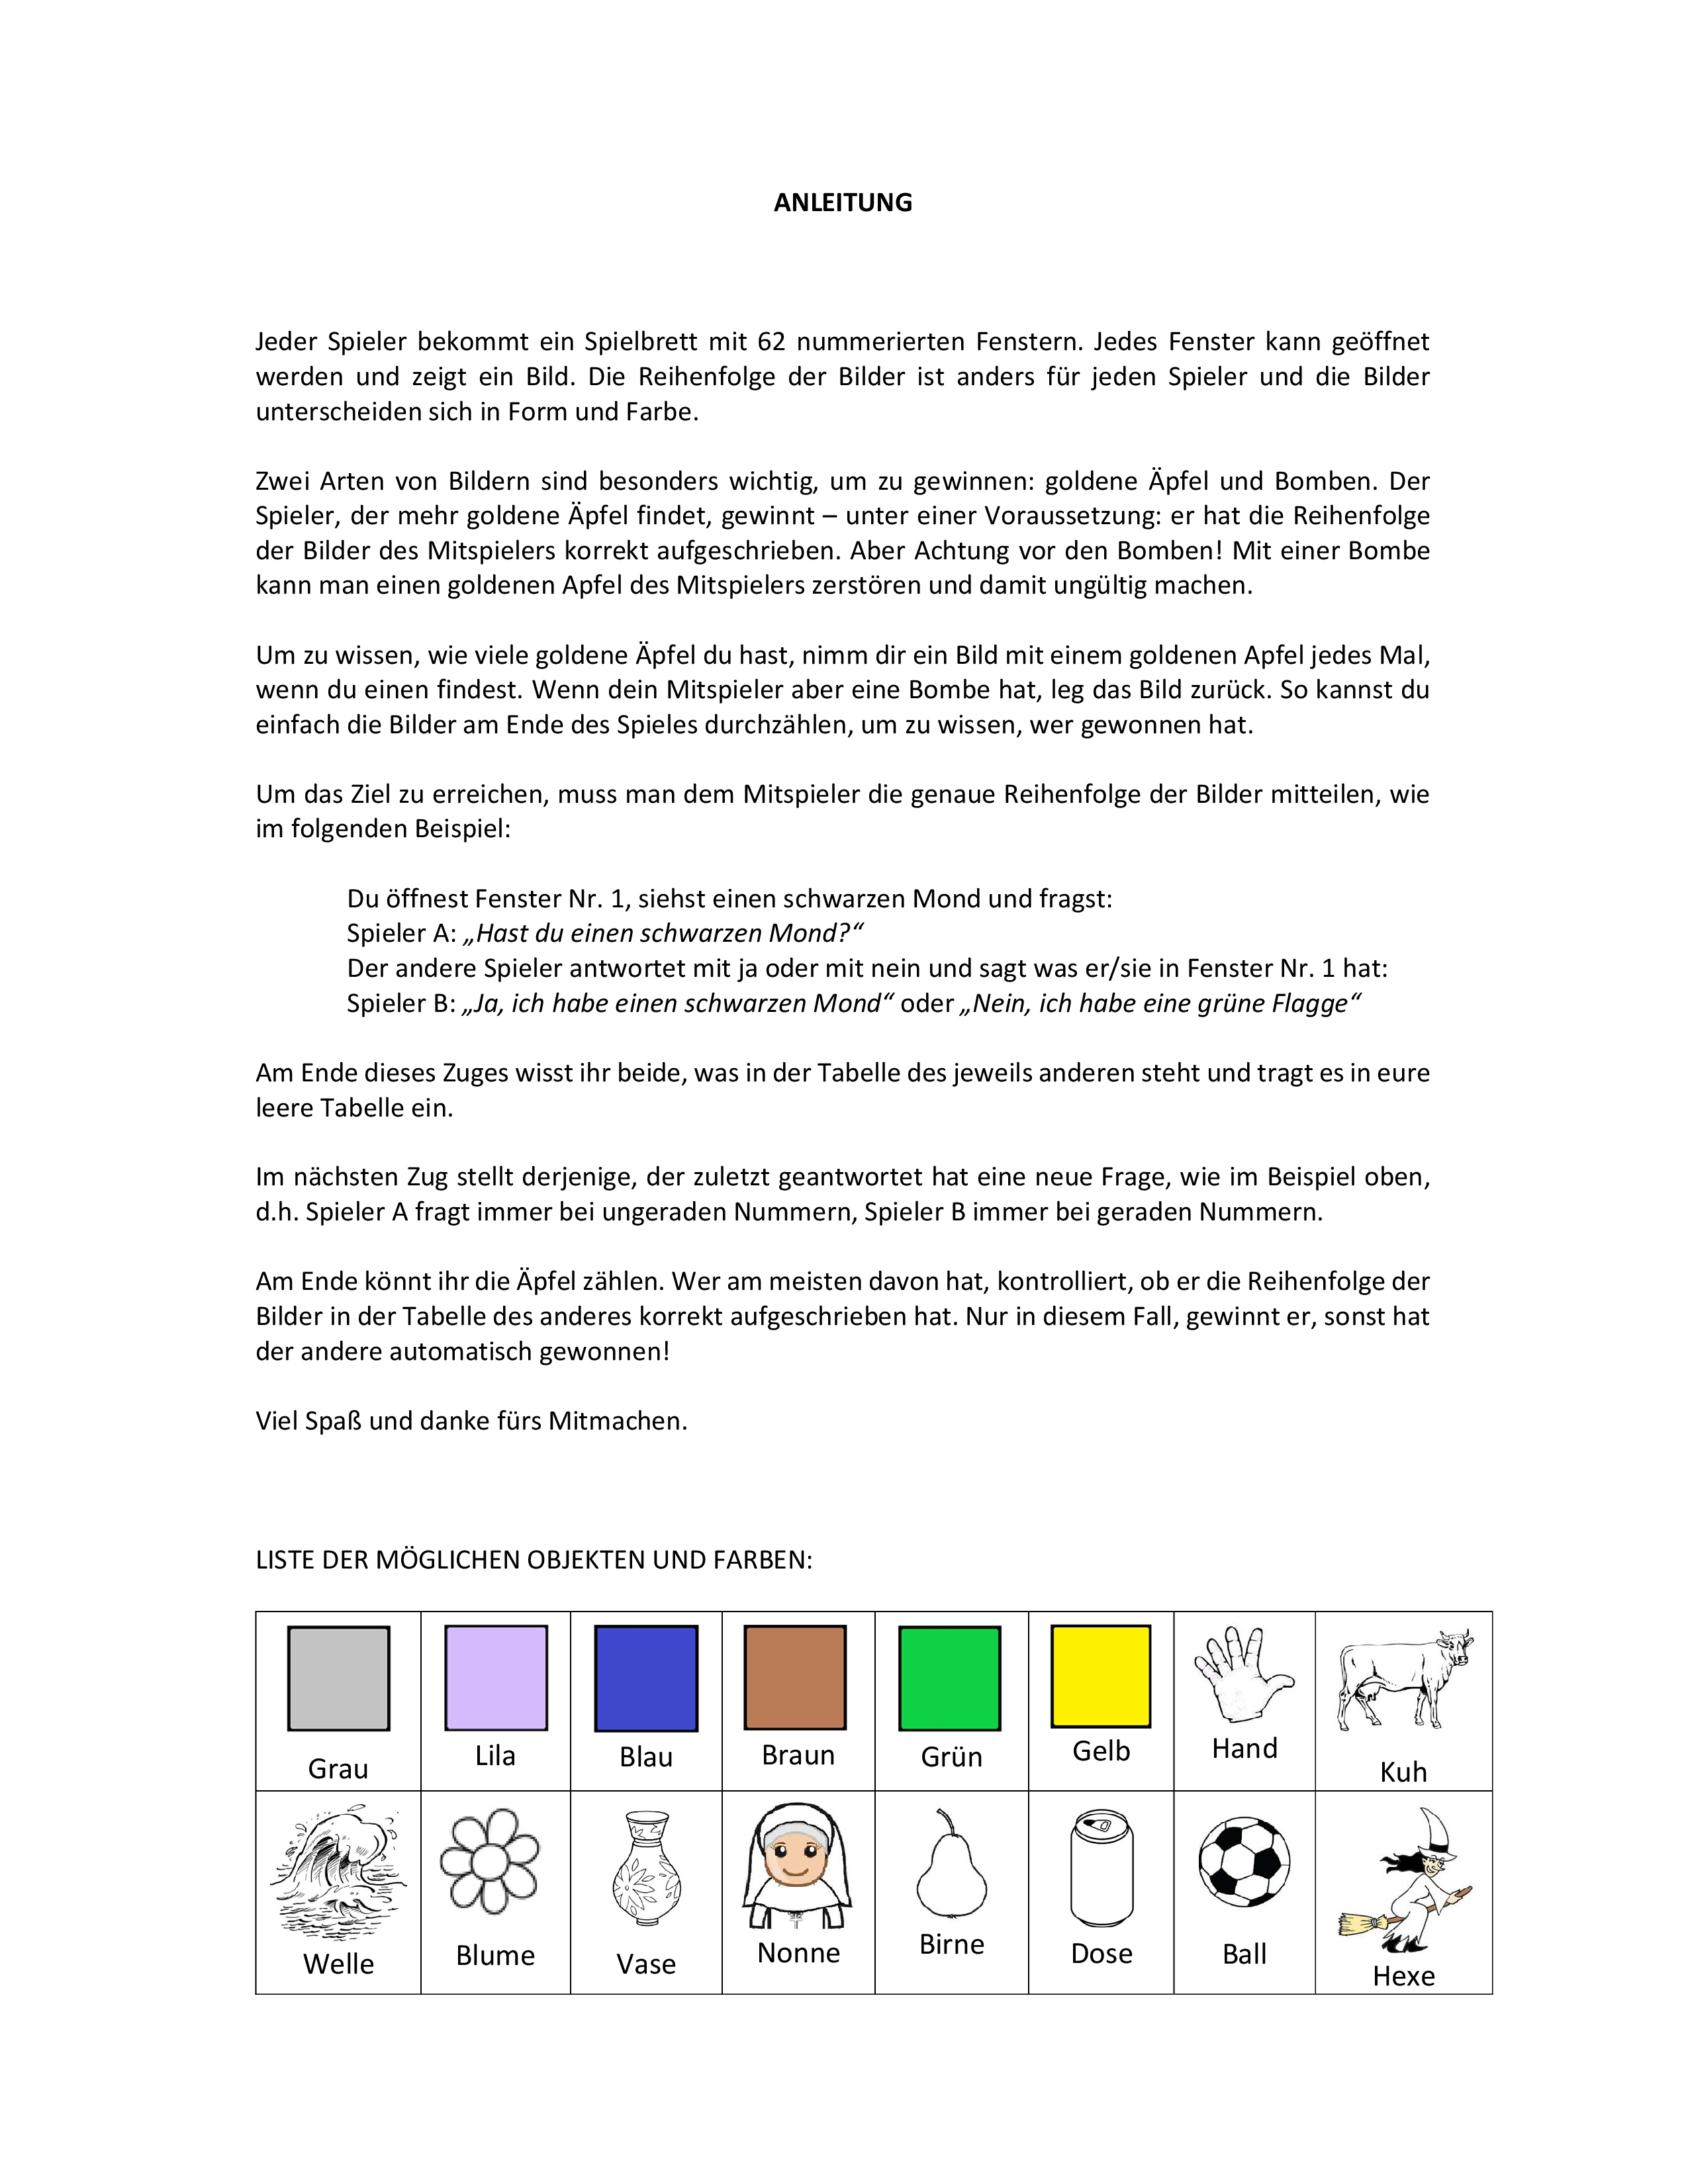 ANLEITUNG
Jeder Spieler bekommt ein Spielbrett mit 62 nummerierten Fenstern. Jedes Fenster kann geöffnet
werden und zeigt ein Bild. Die Reihenfolge der Bilder ist anders für jeden Spieler und die Bilder
unterscheiden sich in Form und Farbe.
Zwei Arten von Bildern sind besonders wichtig, um zu gewinnen: goldene Äpfel und Bomben. Der
Spieler, der mehr goldene Äpfel findet, gewinnt – unter einer Voraussetzung: er hat die Reihenfolge
der Bilder des Mitspielers korrekt aufgeschrieben. Aber Achtung vor den Bomben! Mit einer Bombe
kann man einen goldenen Apfel des Mitspielers zerstören und damit ungültig machen.
Um zu wissen, wie viele goldene Äpfel du hast, nimm dir ein Bild mit einem goldenen Apfel jedes Mal,
wenn du einen findest. Wenn dein Mitspieler aber eine Bombe hat, leg das Bild zurück. So kannst du
einfach die Bilder am Ende des Spieles durchzählen, um zu wissen, wer gewonnen hat.
Um das Ziel zu erreichen, muss man dem Mitspieler die genaue Reihenfolge der Bilder mitteilen, wie
im folgenden Beispiel:
Du öffnest Fenster Nr. 1, siehst einen schwarzen Mond und fragst:
Spieler A: „Hast du einen schwarzen Mond?“
Der andere Spieler antwortet mit ja oder mit nein und sagt was er/sie in Fenster Nr. 1 hat:
Spieler B: „Ja, ich habe einen schwarzen Mond“ oder „Nein, ich habe eine grüne Flagge“
Am Ende dieses Zuges wisst ihr beide, was in der Tabelle des jeweils anderen steht und tragt es in eure
leere Tabelle ein.
Im nächsten Zug stellt derjenige, der zuletzt geantwortet hat eine neue Frage, wie im Beispiel oben,
d.h. Spieler A fragt immer bei ungeraden Nummern, Spieler B immer bei geraden Nummern.
Am Ende könnt ihr die Äpfel zählen. Wer am meisten davon hat, kontrolliert, ob er die Reihenfolge der
Bilder in der Tabelle des anderes korrekt aufgeschrieben hat. Nur in diesem Fall, gewinnt er, sonst hat
der andere automatisch gewonnen!
Viel Spaß und danke fürs Mitmachen.
LISTE DER MÖGLICHEN OBJEKTEN UND FARBEN:
Grau Lila Blau Braun Grün Gelb Hand Kuh
Welle Blume Vase Nonne Birne Dose Ball Hexe